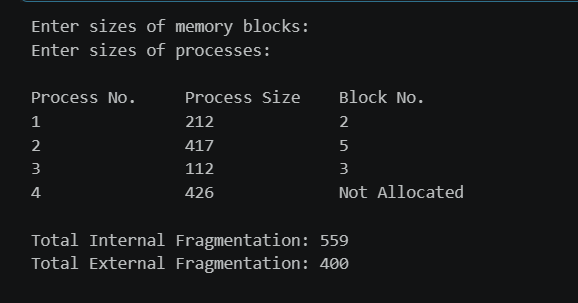 Enter sizes of memory blocks:
Enter sizes of processes:
Process No. Process Size Block No.
1 212 2
2 417 5
3 112 3
4 426 Not Allocated
Total Internal Fragmentation: 559
Total External Fragmentation: 400